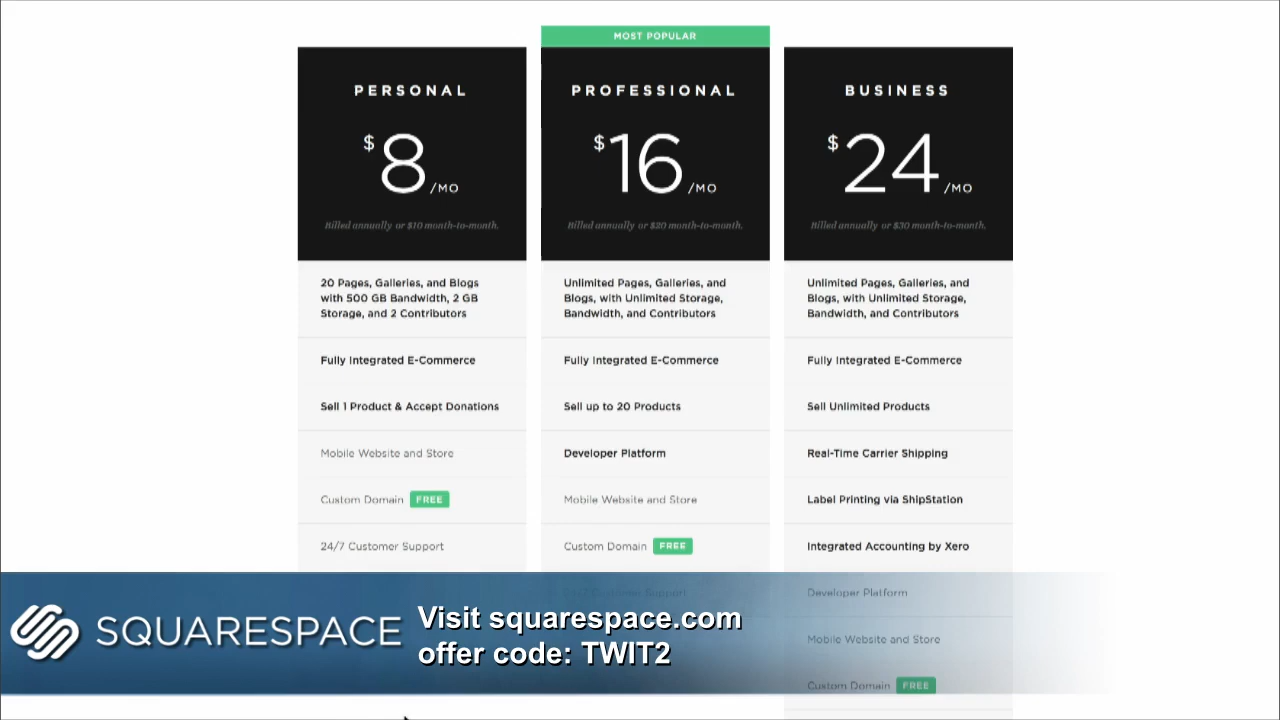 MOST POPULAR
PERSONAL
$8/MO
Billed annually or $10 month-to-month.
20 Pages, Galleries, and Blogs
with 500 GB Bandwidth, 2 GB
Storage, and 2 Contributors
Fully Integrated E-Commerce
Sell 1 Product & Accept Donations
Mobile Website and Store
Custom Domain FREE
24/7 Customer Support
PROFESSIONAL
$16/MO
Billed annually or $20 month-to-month.
Unlimited Pages, Galleries, and
Blogs, with Unlimited Storage,
Bandwidth, and Contributors
Fully Integrated E-Commerce
Sell up to 20 Products
Developer Platform
Mobile Website and Store
Custom Domain FREE
24/7 Customer Support
BUSINESS
$24/MO
Billed annually or $30 month-to-month.
Unlimited Pages, Galleries, and
Blogs, with Unlimited Storage,
Bandwidth, and Contributors
Fully Integrated E-Commerce
Sell Unlimited Products
Real-Time Carrier Shipping
Label Printing via ShipStation
Integrated Accounting by Xero
Developer Platform
Mobile Website and Store
Custom Domain FREE
SQUARESPACE
Visit squarespace.com
offer code: TWIT2